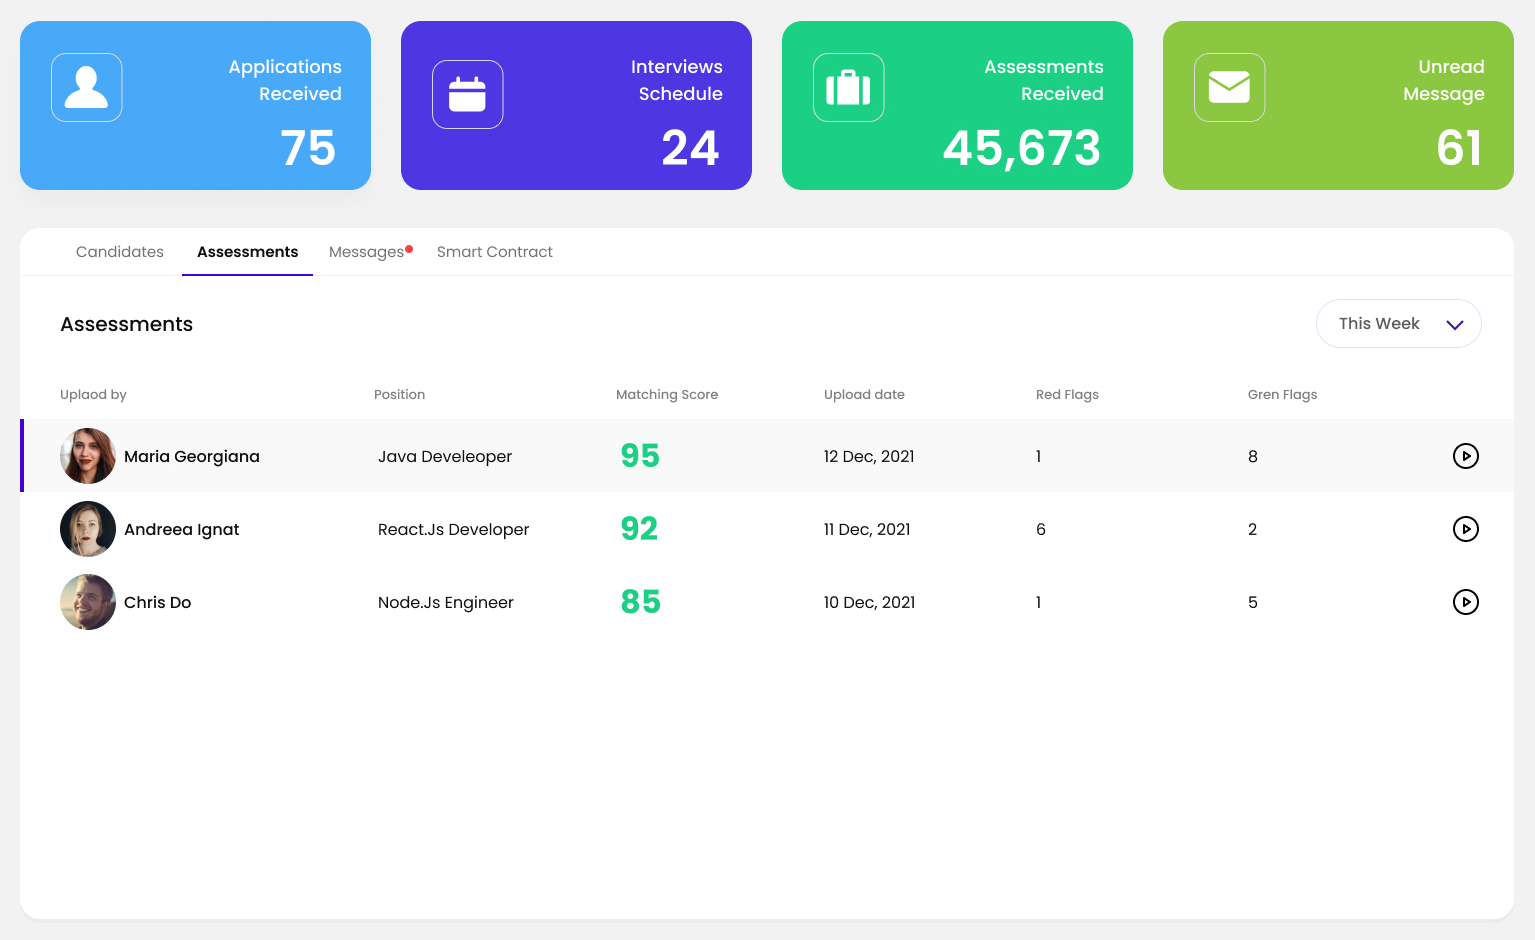 Applications
Received
75
Interviews
Schedule
24
Assessments
Received
45,673
Unread
Message
61
Candidates Assessments Messages Smart Contract
Assessments
This Week
Uplaod by Position Matching Score Upload date Red Flags Gren Flags
Maria Georgiana Java Develeoper 95 12 Dec, 2021 1 8
Andreea Ignat React.Js Developer 92 11 Dec, 2021 6 2
Chris Do Node.Js Engineer 85 10 Dec, 2021 1 5